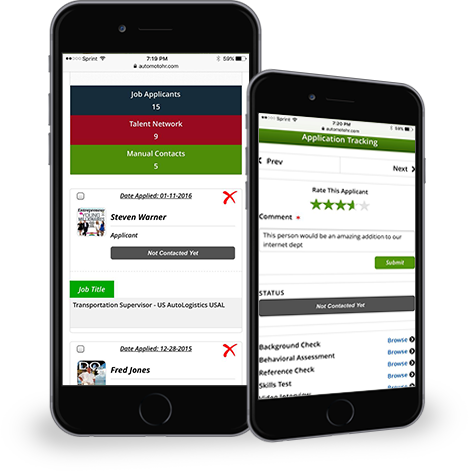 Sprint 7:19 PM 59%
automotohr.com
Job Applicants
15
Talent Network
9
Manual Contacts
5
Date Applied: 01-11-2016
Steven Warner
Applicant
Not Contacted Yet
Job Title
Transportation Supervisor - US AutoLogistics USAL
Date Applied: 12-28-2015
Fred Jones
Sprint 7:20 PM 59%
automotohr.com
Application Tracking
Prev Next
Rate This Applicant
Comment *
This person would be an amazing addition to our
internet dept
Submit
STATUS
Not Contacted Yet
Background Check Browse
Behavioral Assessment Browse
Reference Check Browse
Skills Test Browse
Video Interview